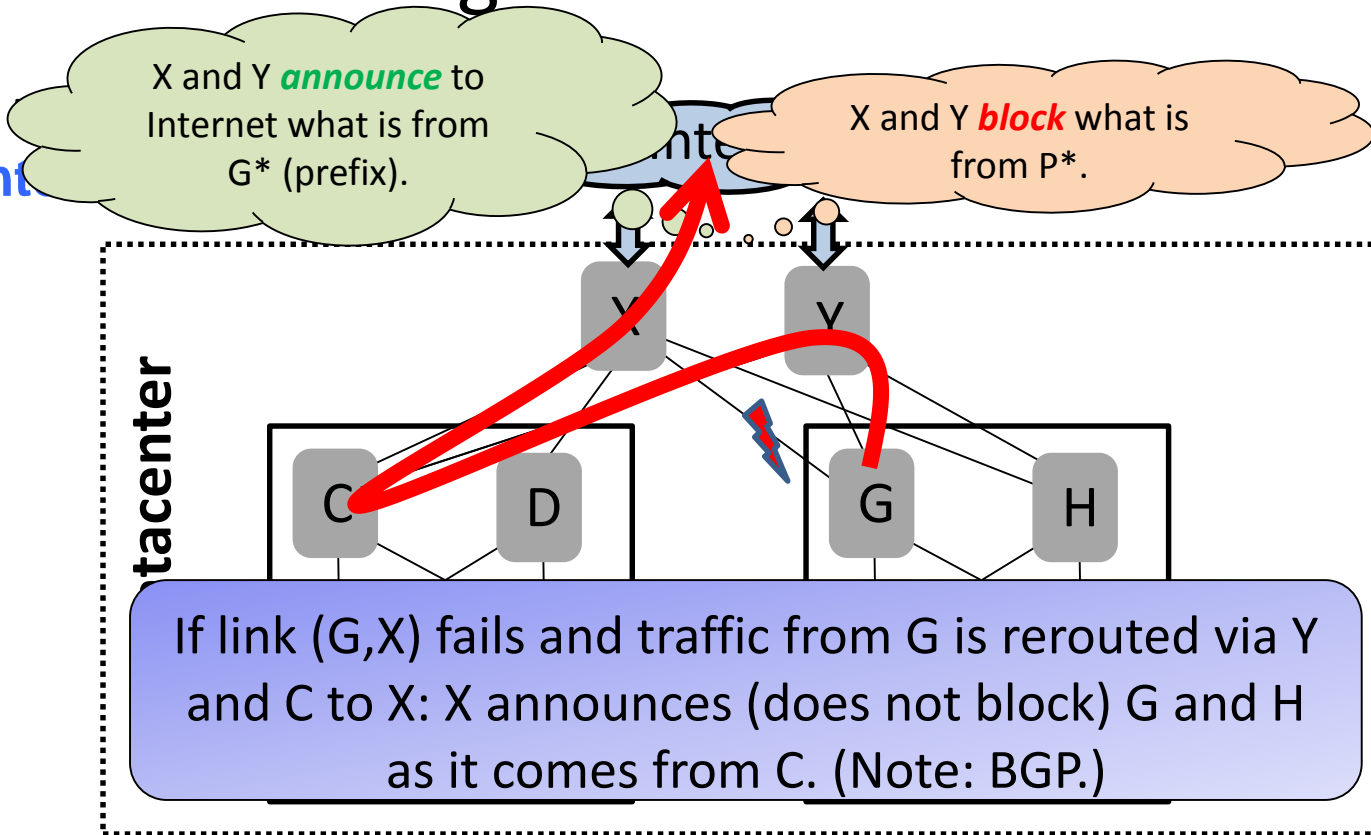 X and Y announce to
Internet what is from
G* (prefix).
X and Y block what is
from P*.
X
Y
C
D
G
H
If link (G,X) fails and traffic from G is rerouted via Y
and C to X: X announces (does not block) G and H
as it comes from C. (Note: BGP.)